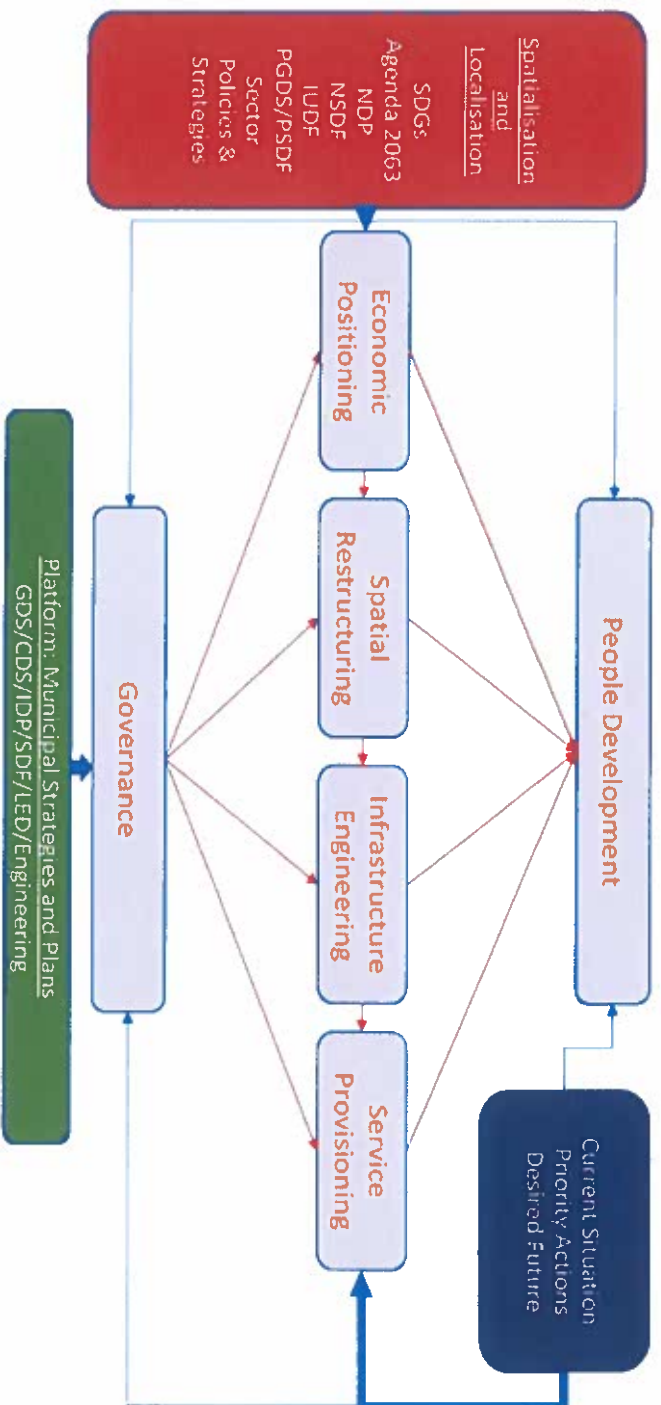 Spatialisation
and
Localisation
SDGs
Agenda 2063
NDP
NSDF
IUDF
PGDS/PSDF
Sector
Policies &
Strategies
People Development
Current Situation
Priority Actions
Desired Future
Economic
Positioning
Spatial
Restructuring
Infrastructure
Engineering
Service
Provisioning
Governance
Platform: Municipal Strategies and Plans
GDS/CDS/IDP/SDF/LED/Engineering